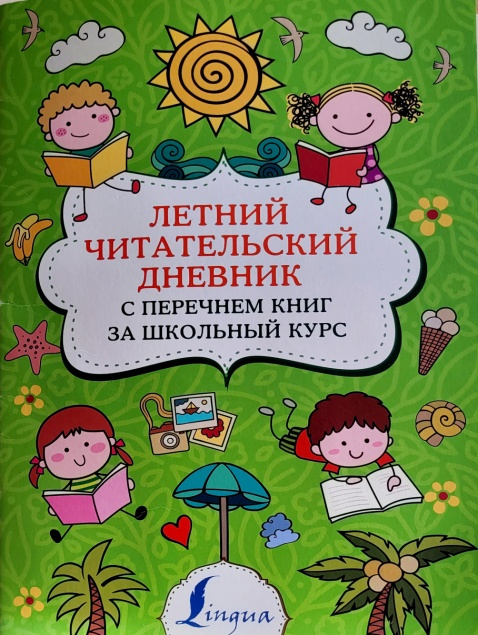 ЛЕТНИЙ
ЧИТАТЕЛЬСКИЙ
ДНЕВНИК
С ПЕРЕЧНЕМ КНИГ
ЗА ШКОЛЬНЫЙ КУРС
Lingua